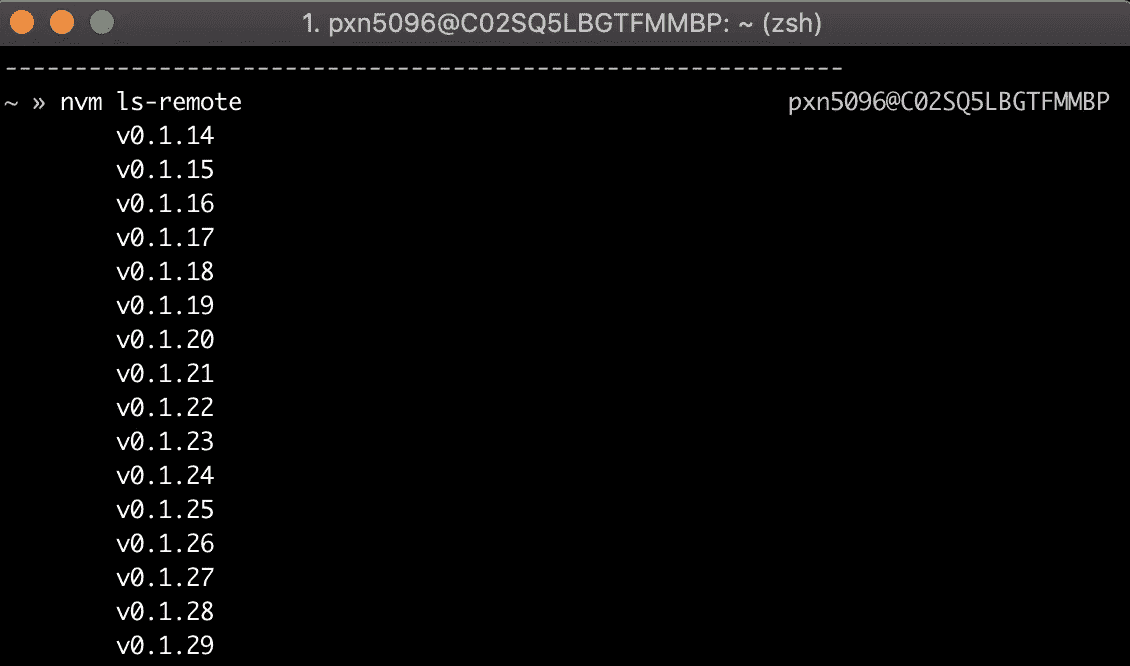 1. pxn5096@C02SQ5LBGTFMMBP: ~ (zsh)
------------------------------------------------------------
~ » nvm ls-remote pxn5096@C02SQ5LBGTFMMBP
v0.1.14
v0.1.15
v0.1.16
v0.1.17
v0.1.18
v0.1.19
v0.1.20
v0.1.21
v0.1.22
v0.1.23
v0.1.24
v0.1.25
v0.1.26
v0.1.27
v0.1.28
v0.1.29